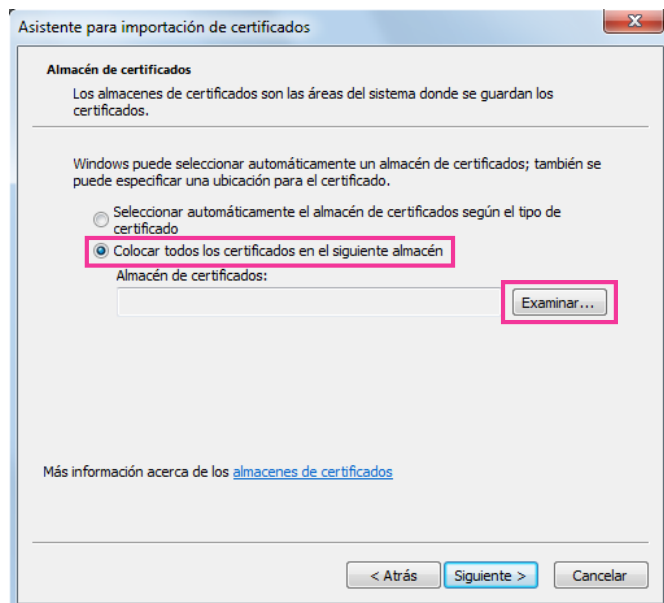 Asistente para importación de certificados
Almacén de certificados
Los almacenes de certificados son las áreas del sistema donde se guardan los
certificados.
Windows puede seleccionar automáticamente un almacén de certificados; también se
puede especificar una ubicación para el certificado.
Seleccionar automáticamente el almacén de certificados según el tipo de
certificado
Colocar todos los certificados en el siguiente almacén
Almacén de certificados:
Examinar...
Más información acerca de los almacenes de certificados
< Atrás Siguiente > Cancelar